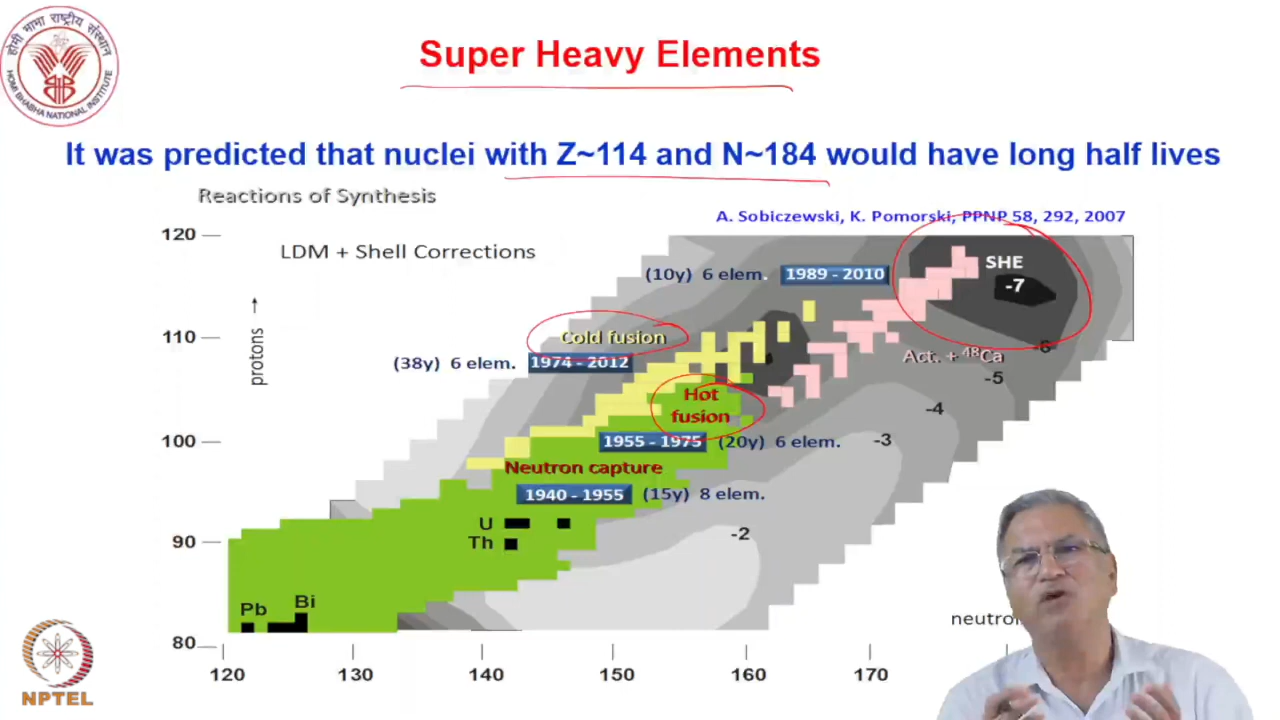 होमी भाभा राष्ट्रीय संस्थान
HOMI BHABHA NATIONAL INSTITUTE
Super Heavy Elements
It was predicted that nuclei with Z~114 and N~184 would have long half lives
Reactions of Synthesis
A. Sobiczewski, K. Pomorski, PPNP 58, 292, 2007
120
LDM + Shell Corrections
SHE
(10y) 6 elem. 1989 - 2010
-7
protons →
110
Cold fusion
-6
Act. + ⁴⁸Ca
(38y) 6 elem. 1974 - 2012
-5
Hot
fusion
-4
100
1955 - 1975 (20y) 6 elem.
-3
Neutron capture
1940 - 1955 (15y) 8 elem.
U
-2
90
Th
Pb
Bi
80
120
130
140
150
160
170
NPTEL